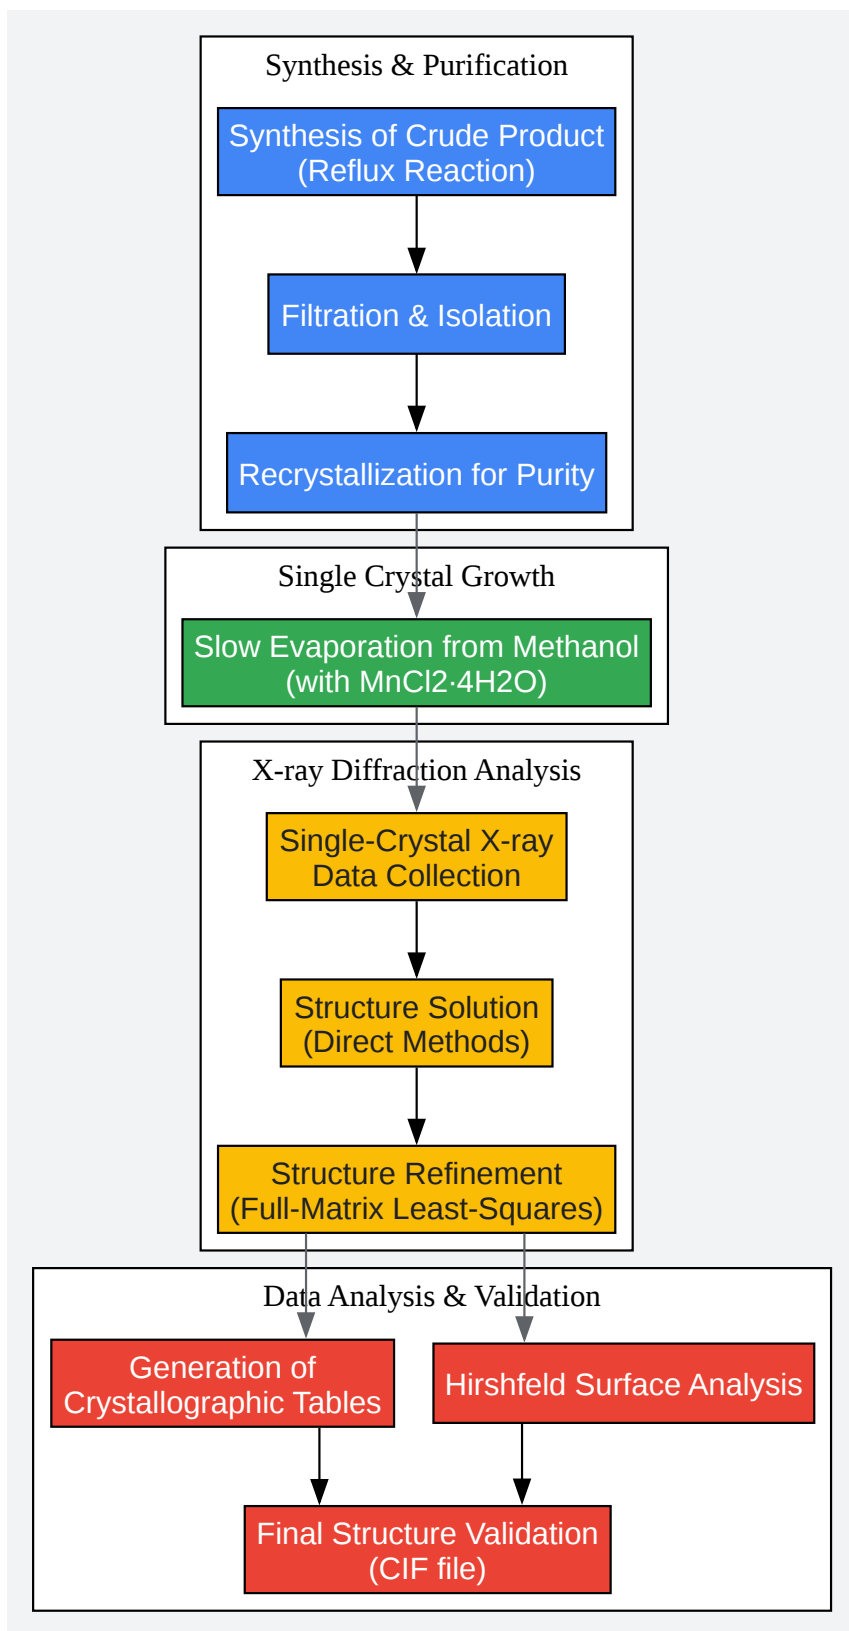 Synthesis & Purification
Synthesis of Crude Product
(Reflux Reaction)
Filtration & Isolation
Recrystallization for Purity
Single Crystal Growth
Slow Evaporation from Methanol
(with MnCl2·4H2O)
X-ray Diffraction Analysis
Single-Crystal X-ray
Data Collection
Structure Solution
(Direct Methods)
Structure Refinement
(Full-Matrix Least-Squares)
Data Analysis & Validation
Generation of
Crystallographic Tables
Hirshfeld Surface Analysis
Final Structure Validation
(CIF file)